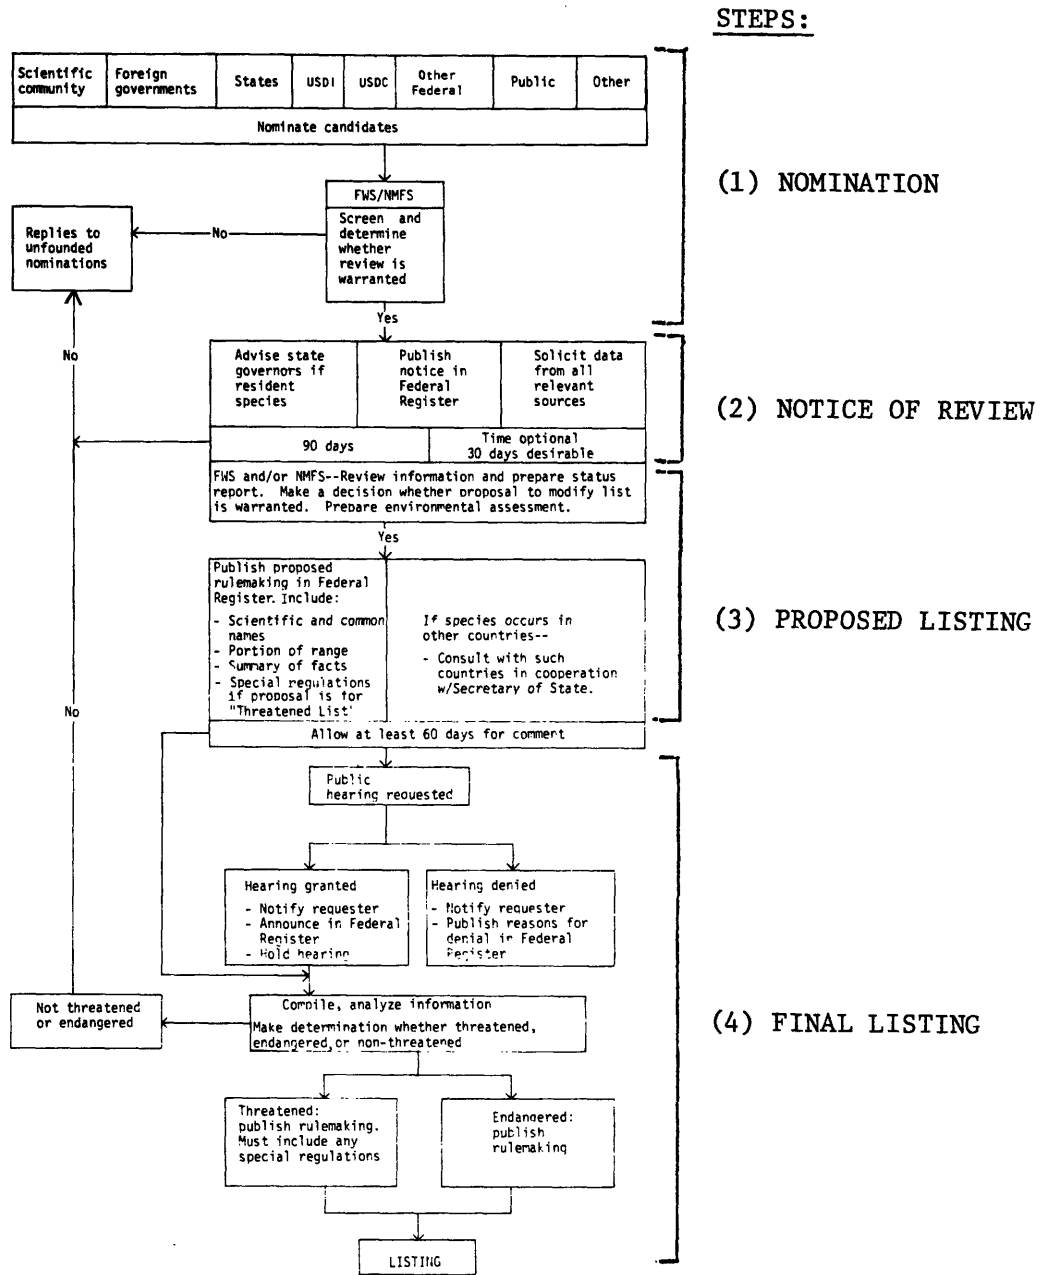 STEPS:
Scientific community
Foreign governments
States
USDI
USDC
Other Federal
Public
Other
Nominate candidates
(1) NOMINATION
FWS/NMFS
Screen and
determine
whether
review is
warranted
No
Replies to
unfounded
nominations
Yes
No
Advise state
governors if
resident
species
Publish
notice in
Federal
Register
Solicit data
from all
relevant
sources
(2) NOTICE OF REVIEW
90 days
Time optional
30 days desirable
FWS and/or NMFS--Review information and prepare status
report. Make a decision whether proposal to modify list
is warranted. Prepare environmental assessment.
Yes
Publish proposed
rulemaking in Federal
Register. Include:
- Scientific and common
names
- Portion of range
- Summary of facts
- Special regulations
if proposal is for
"Threatened List'
If species occurs in
other countries--
- Consult with such
countries in cooperation
w/Secretary of State.
(3) PROPOSED LISTING
No
Allow at least 60 days for comment
Public
hearing requested
Hearing granted
- Notify requester
- Announce in Federal
Register
- Hold hearing
Hearing denied
- Notify requester
- Publish reasons for
denial in Federal
Register
Not threatened
or endangered
Compile, analyze information
Make determination whether threatened,
endangered, or non-threatened
(4) FINAL LISTING
Threatened:
publish rulemaking.
Must include any
special regulations
Endangered:
publish
rulemaking
LISTING